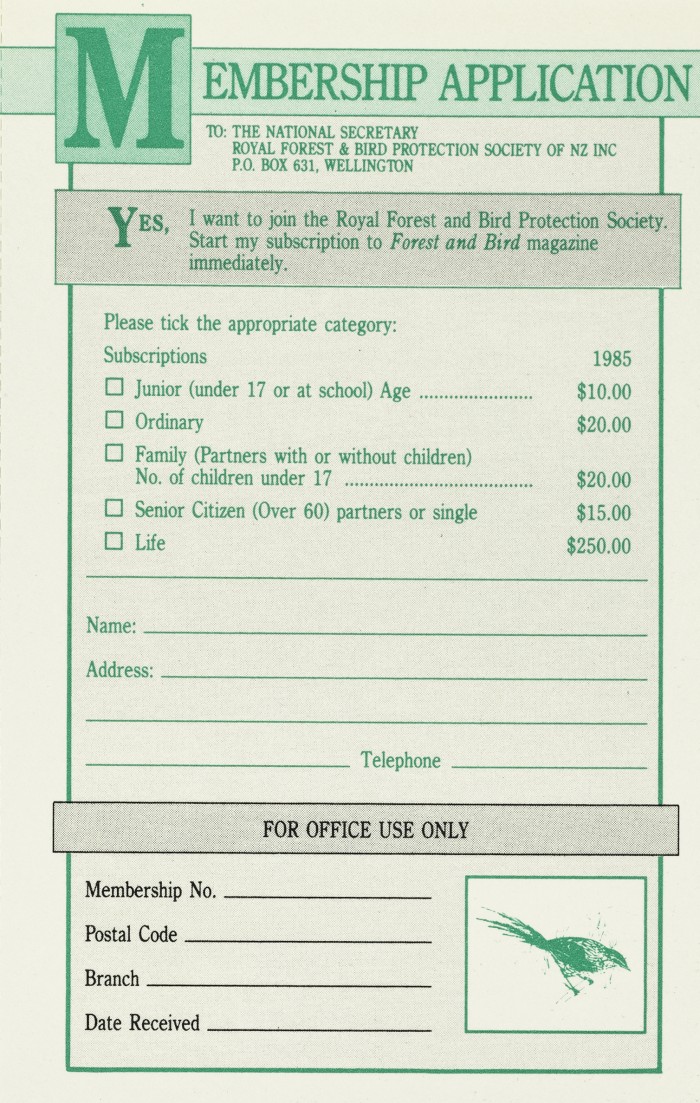 MEMBERSHIP APPLICATION
TO: THE NATIONAL SECRETARY
ROYAL FOREST & BIRD PROTECTION SOCIETY OF NZ INC
P.O. BOX 631, WELLINGTON
YES, I want to join the Royal Forest and Bird Protection Society.
Start my subscription to Forest and Bird magazine
immediately.
Please tick the appropriate category:
Subscriptions 1985
☐ Junior (under 17 or at school) Age ...................... $10.00
☐ Ordinary $20.00
☐ Family (Partners with or without children)
No. of children under 17 .................................... $20.00
☐ Senior Citizen (Over 60) partners or single $15.00
☐ Life $250.00
Name:
Address:
Telephone
FOR OFFICE USE ONLY
Membership No.
Postal Code
Branch
Date Received